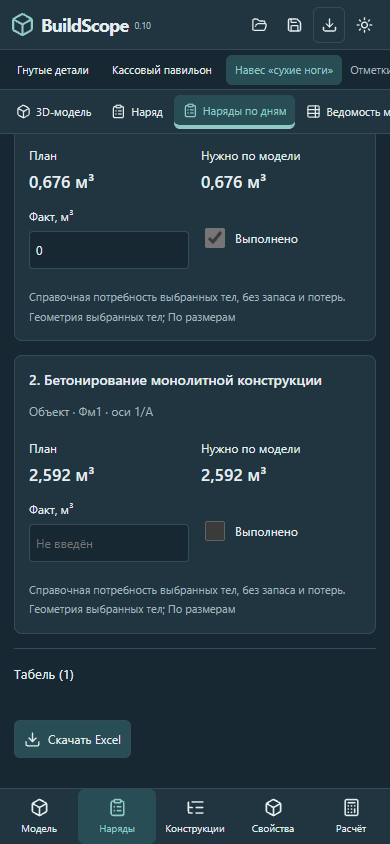 BuildScope 0.10
Гнутые детали Кассовый павильон Навес «сухие ноги» Отметки
3D-модель Наряд Наряды по дням Ведомость м
План Нужно по модели
0,676 м³ 0,676 м³
Факт, м³
0 Выполнено
Справочная потребность выбранных тел, без запаса и потерь.
Геометрия выбранных тел; По размерам
2. Бетонирование монолитной конструкции
Объект · Фм1 · оси 1/А
План Нужно по модели
2,592 м³ 2,592 м³
Факт, м³
Не введён Выполнено
Справочная потребность выбранных тел, без запаса и потерь.
Геометрия выбранных тел; По размерам
Табель (1)
Скачать Excel
Модель Наряды Конструкции Свойства Расчёт